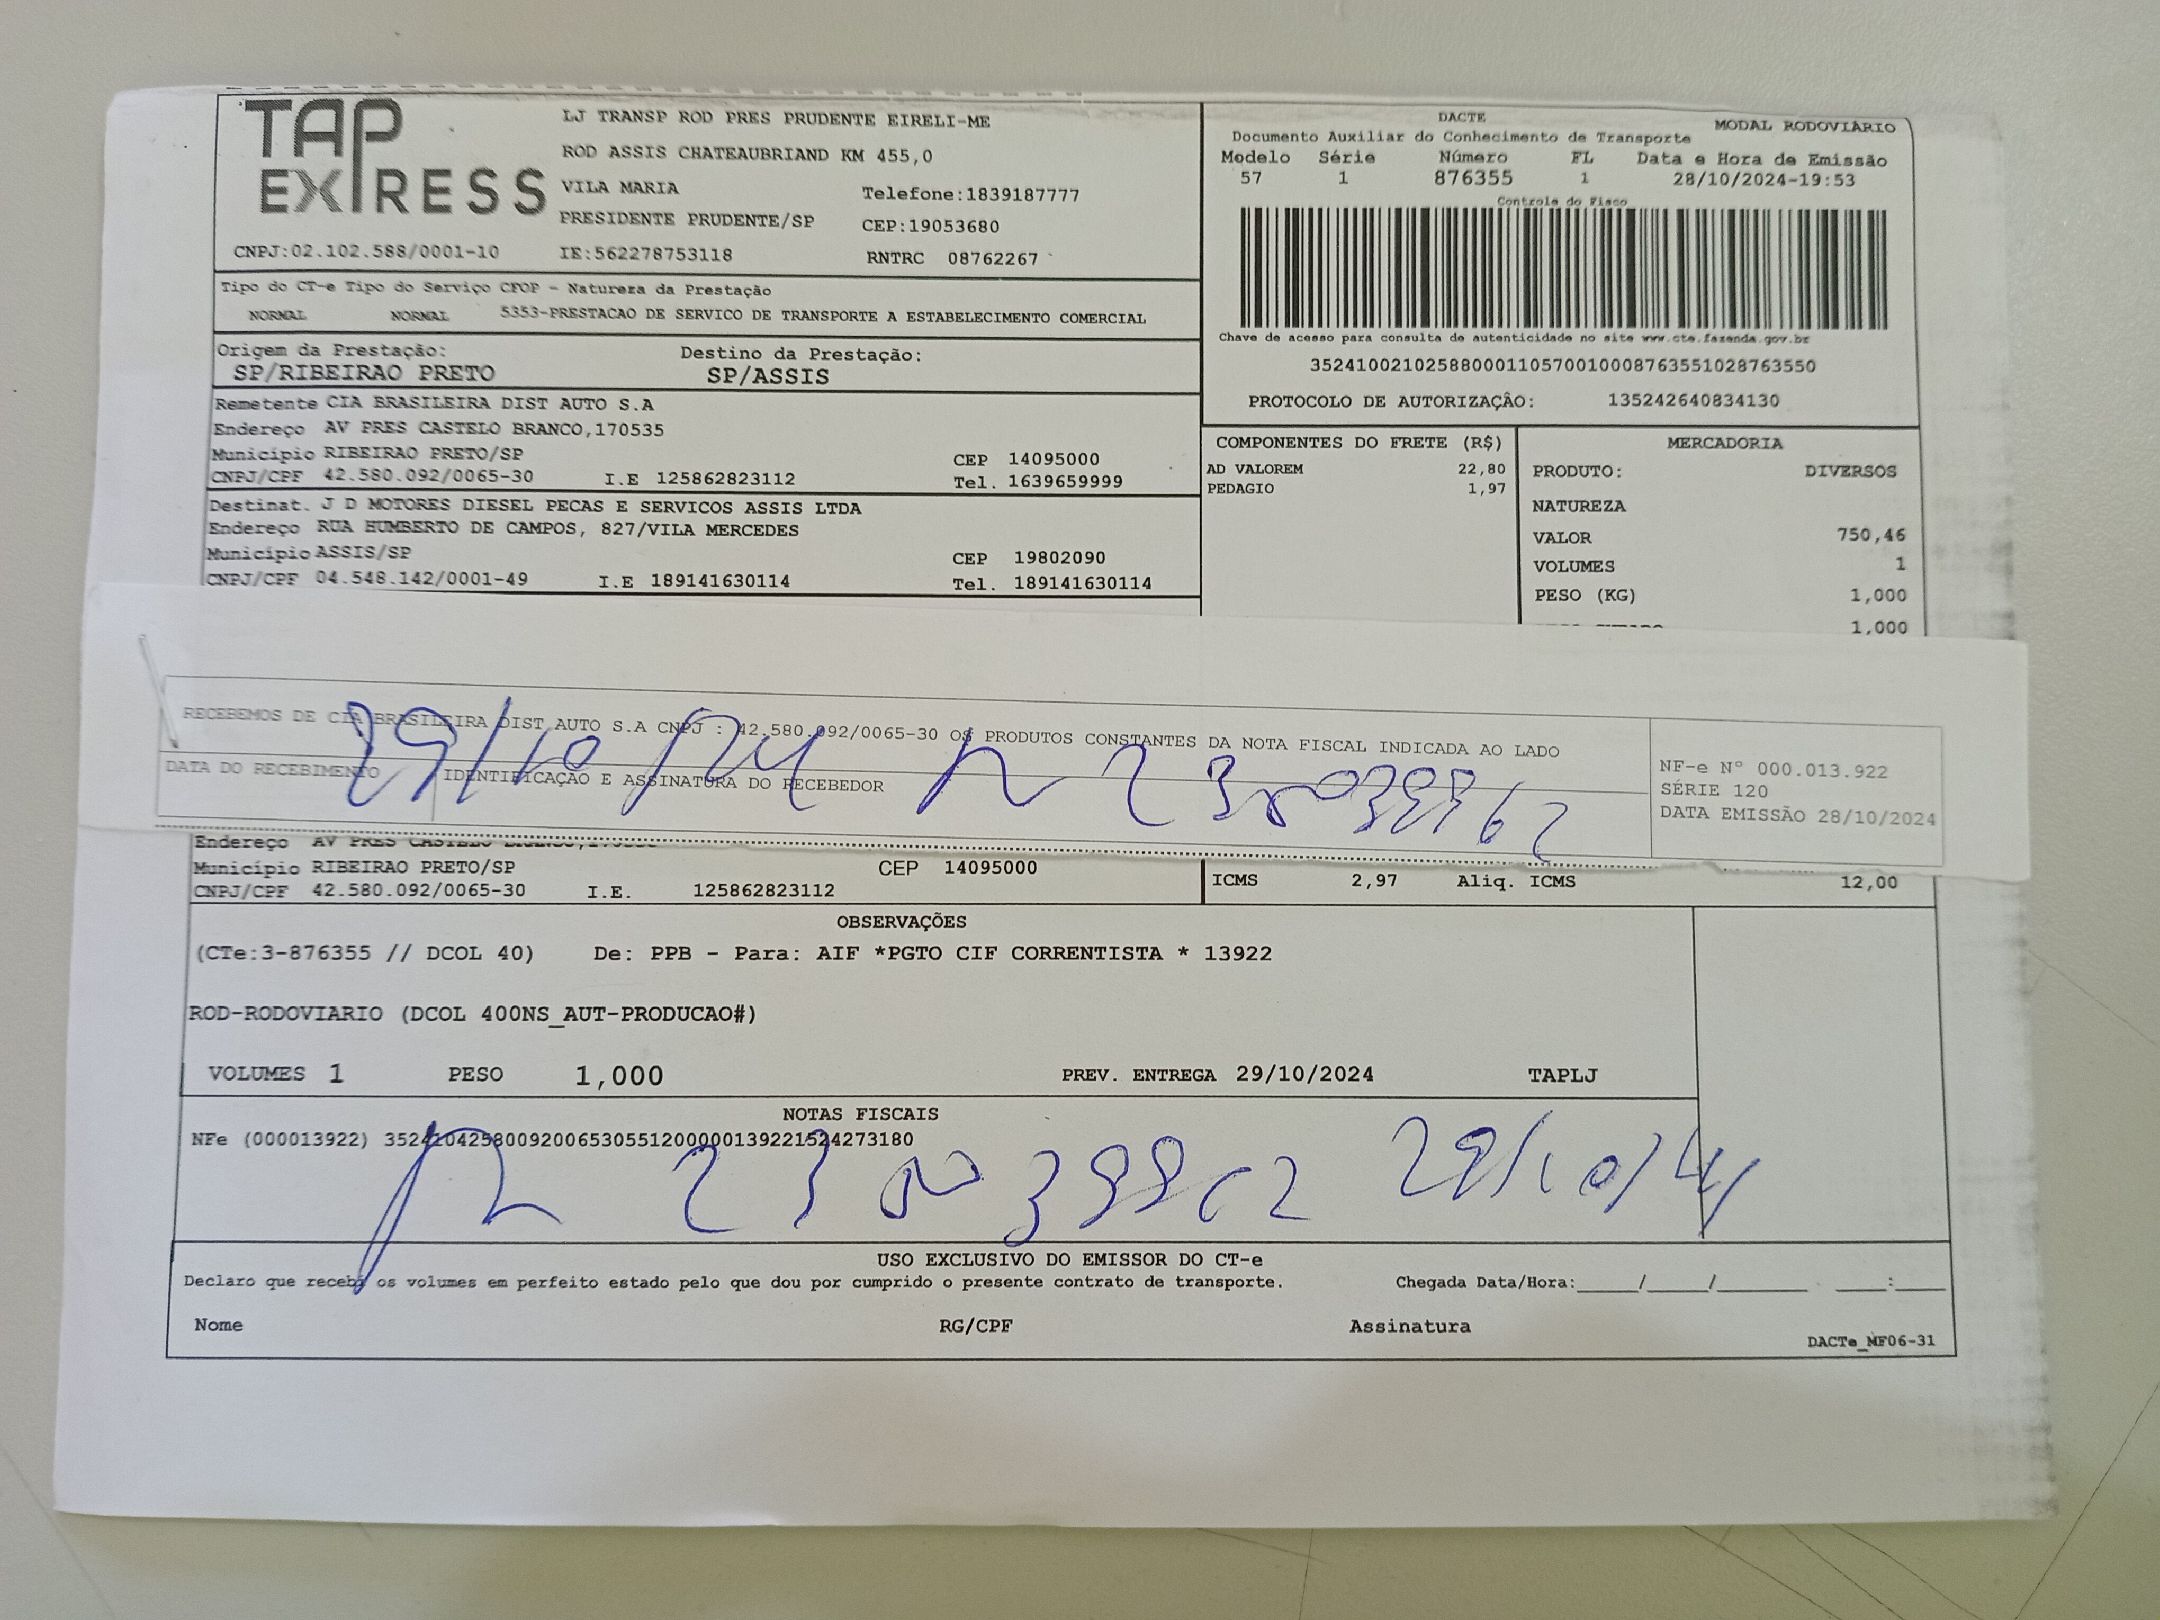 TAP EXPRESS
LJ TRANSP ROD PRES PRUDENTE EIRELI-ME
ROD ASSIS CHATEAUBRIAND KM 455,0
VILA MARIA Telefone:1839187777
PRESIDENTE PRUDENTE/SP CEP:19053680
CNPJ:02.102.588/0001-10 IE:562278753118 RNTRC 08762267
DACTE MODAL RODOVIÁRIO
Documento Auxiliar do Conhecimento de Transporte
Modelo Série Número FL Data e Hora de Emissão
57 1 876355 1 28/10/2024-19:53
Controle do Fisco
Chave de acesso para consulta de autenticidade no site www.cte.fazenda.gov.br
35241002102588000110570010008763551028763550
PROTOCOLO DE AUTORIZAÇÃO: 135242640834130
Tipo do CT-e Tipo do Serviço CFOP - Natureza da Prestação
NORMAL NORMAL 5353-PRESTACAO DE SERVICO DE TRANSPORTE A ESTABELECIMENTO COMERCIAL
Origem da Prestação: Destino da Prestação:
SP/RIBEIRAO PRETO SP/ASSIS
Remetente CIA BRASILEIRA DIST AUTO S.A
Endereço AV PRES CASTELO BRANCO,170535
Município RIBEIRAO PRETO/SP CEP 14095000
CNPJ/CPF 42.580.092/0065-30 I.E 125862823112 Tel. 1639659999
Destinat. J D MOTORES DIESEL PECAS E SERVICOS ASSIS LTDA
Endereço RUA HUMBERTO DE CAMPOS, 827/VILA MERCEDES
Município ASSIS/SP CEP 19802090
CNPJ/CPF 04.548.142/0001-49 I.E 189141630114 Tel. 189141630114
COMPONENTES DO FRETE (R$)
AD VALOREM 22,80
PEDAGIO 1,97
MERCADORIA
PRODUTO: DIVERSOS
NATUREZA
VALOR 750,46
VOLUMES 1
PESO (KG) 1,000
1,000
RECEBEMOS DE CIA BRASILEIRA DIST AUTO S.A CNPJ : 42.580.092/0065-30 OS PRODUTOS CONSTANTES DA NOTA FISCAL INDICADA AO LADO
DATA DO RECEBIMENTO IDENTIFICAÇÃO E ASSINATURA DO RECEBEDOR
29/10/24
NF-e Nº 000.013.922
SÉRIE 120
DATA EMISSÃO 28/10/2024
Endereço AV PRES CASTELO
Município RIBEIRAO PRETO/SP CEP 14095000
CNPJ/CPF 42.580.092/0065-30 I.E. 125862823112
ICMS 2,97 Aliq. ICMS 12,00
OBSERVAÇÕES
(CTe:3-876355 // DCOL 40) De: PPB - Para: AIF *PGTO CIF CORRENTISTA * 13922
ROD-RODOVIARIO (DCOL 400NS_AUT-PRODUCAO#)
VOLUMES 1 PESO 1,000 PREV. ENTREGA 29/10/2024 TAPLJ
NOTAS FISCAIS
NFe (000013922) 35241042580092006530551200000139221524273180
29/10/24
USO EXCLUSIVO DO EMISSOR DO CT-e
Declaro que recebi os volumes em perfeito estado pelo que dou por cumprido o presente contrato de transporte. Chegada Data/Hora:_____/_____/_______ ____:____
Nome RG/CPF Assinatura
DACTe_MF06-31